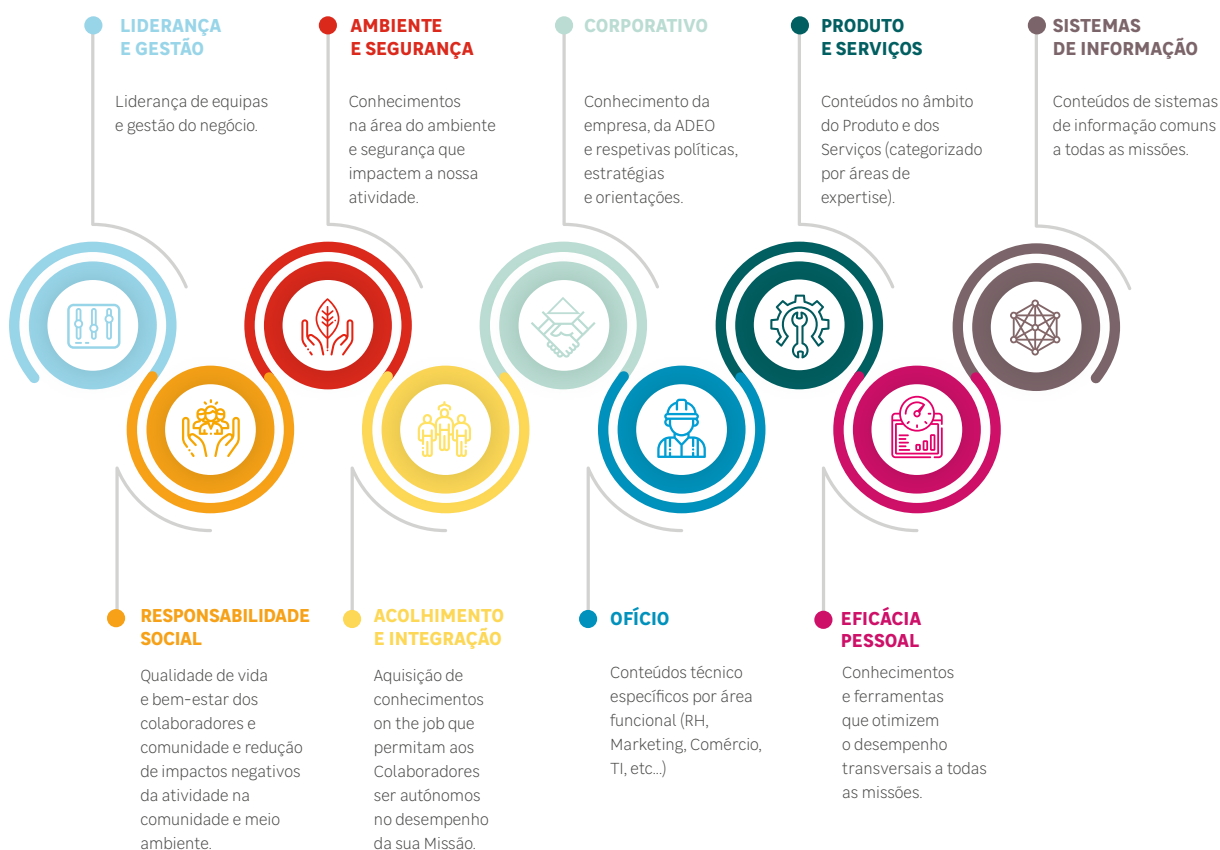 LIDERANÇA
E GESTÃO
Liderança de equipas
e gestão do negócio.
AMBIENTE
E SEGURANÇA
Conhecimentos
na área do ambiente
e segurança que
impactem a nossa
atividade.
CORPORATIVO
Conhecimento da
empresa, da ADEO
e respetivas políticas,
estratégias
e orientações.
PRODUTO
E SERVIÇOS
Conteúdos no âmbito
do Produto e dos
Serviços (categorizado
por áreas de
expertise).
SISTEMAS
DE INFORMAÇÃO
Conteúdos de sistemas
de informação comuns
a todas as missões.
RESPONSABILIDADE
SOCIAL
Qualidade de vida
e bem-estar dos
colaboradores e
comunidade e redução
de impactos negativos
da atividade na
comunidade e meio
ambiente.
ACOLHIMENTO
E INTEGRAÇÃO
Aquisição de
conhecimentos
on the job que
permitam aos
Colaboradores
ser autónomos
no desempenho
da sua Missão.
OFÍCIO
Conteúdos técnico
específicos por área
funcional (RH,
Marketing, Comércio,
TI, etc...)
EFICÁCIA
PESSOAL
Conhecimentos
e ferramentas
que otimizem
o desempenho
transversais a todas
as missões.